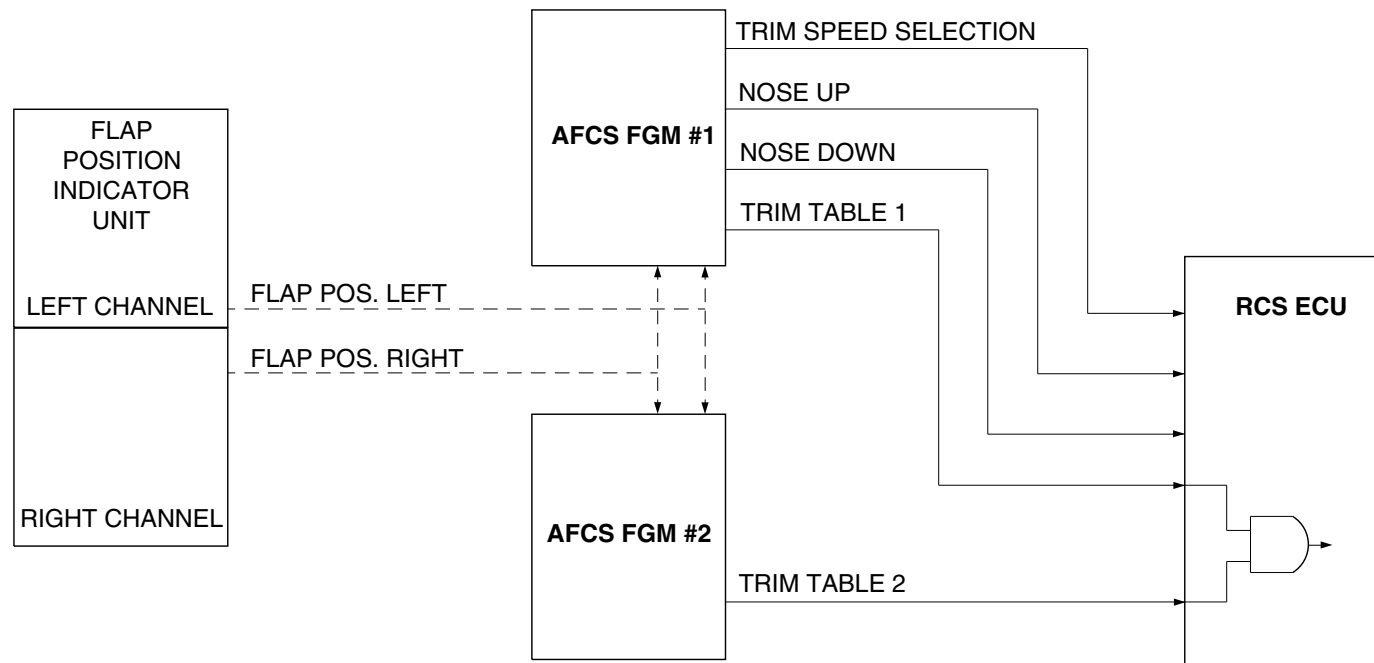 FLAP
POSITION
INDICATOR
UNIT
LEFT CHANNEL
RIGHT CHANNEL
FLAP POS. LEFT
FLAP POS. RIGHT
AFCS FGM #1
AFCS FGM #2
TRIM SPEED SELECTION
NOSE UP
NOSE DOWN
TRIM TABLE 1
TRIM TABLE 2
RCS ECU